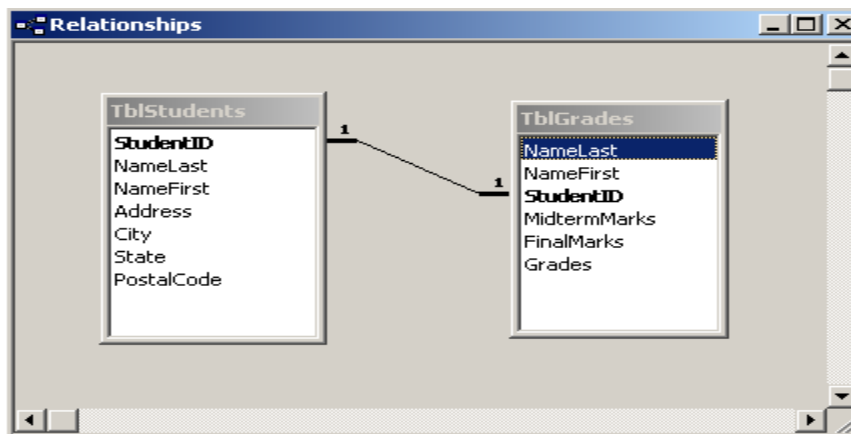 Relationships
TblStudents
StudentID
NameLast
NameFirst
Address
City
State
PostalCode
1
1
TblGrades
NameLast
NameFirst
StudentID
MidtermMarks
FinalMarks
Grades